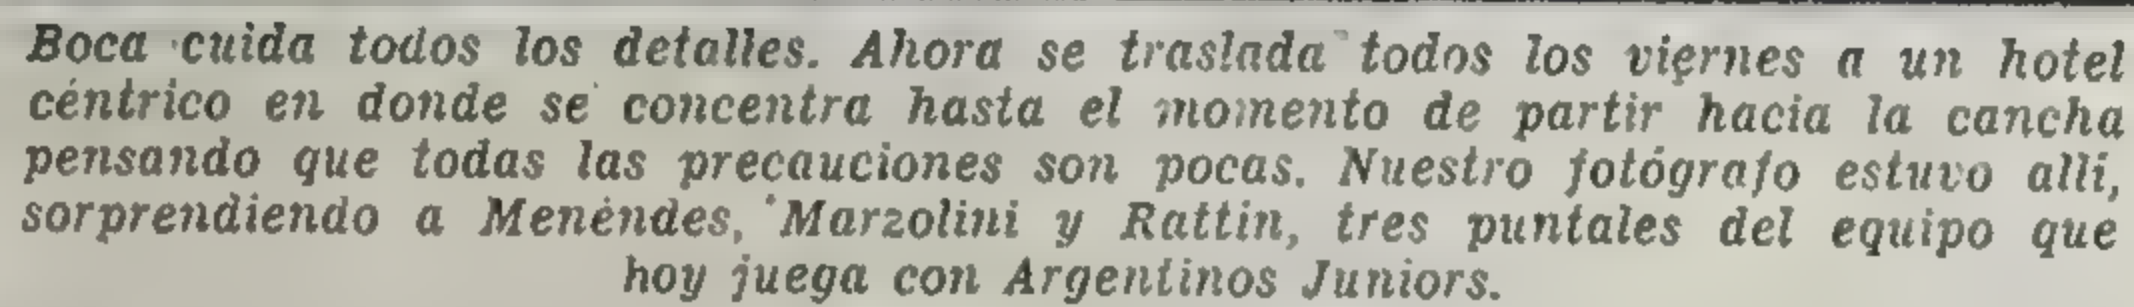 Boca cuida todos los detalles. Ahora se traslada todos los viernes a un hotel
céntrico en donde se concentra hasta el momento de partir hacia la cancha
pensando que todas las precauciones son pocas. Nuestro fotógrafo estuvo allí,
sorprendiendo a Menéndes, Marzolini y Rattin, tres puntales del equipo que
hoy juega con Argentinos Juniors.